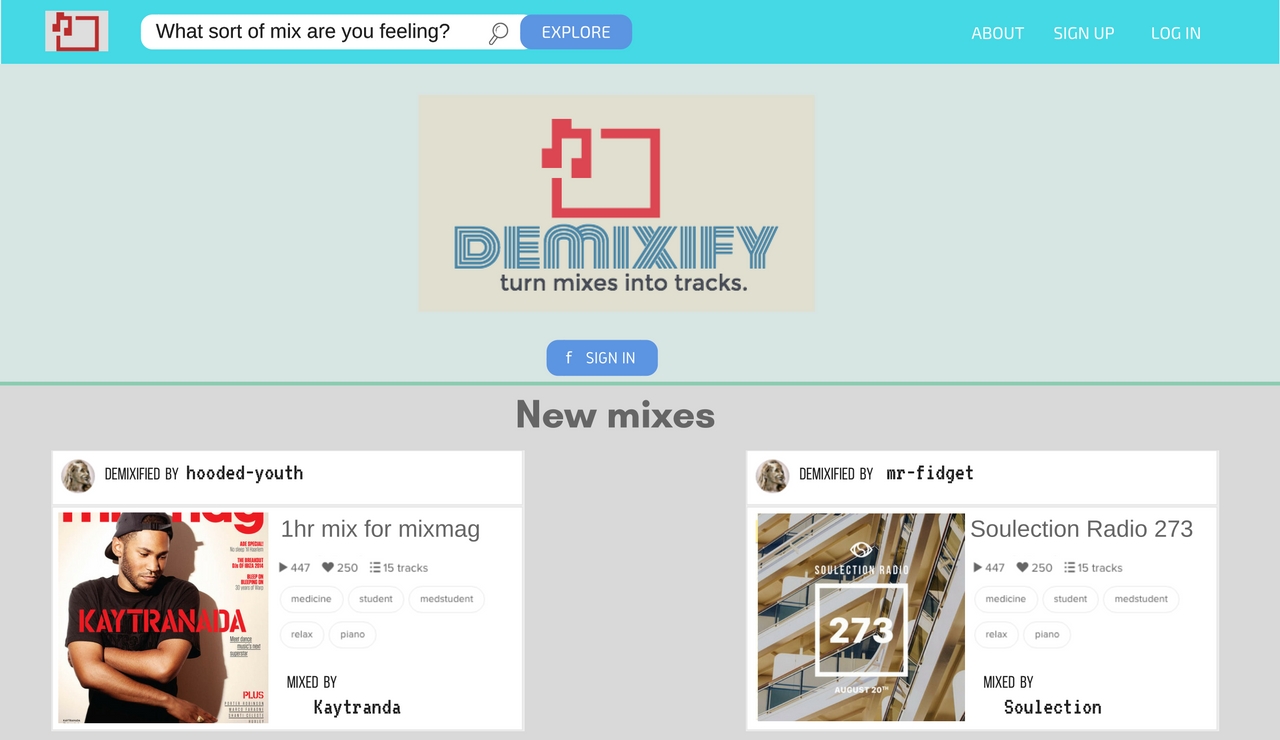 What sort of mix are you feeling?
EXPLORE
ABOUT
SIGN UP
LOG IN
DEMIXIFY
turn mixes into tracks.
f SIGN IN
New mixes
DEMIXIFIED BY hooded-youth
1hr mix for mixmag
447 250 15 tracks
medicine student medstudent
relax piano
MIXED BY
Kaytranda
KAYTRANADA
PLUS
DEMIXIFIED BY mr-fidget
SOULECTION RADIO
273
AUGUST 20TH
Soulection Radio 273
447 250 15 tracks
medicine student medstudent
relax piano
MIXED BY
Soulection